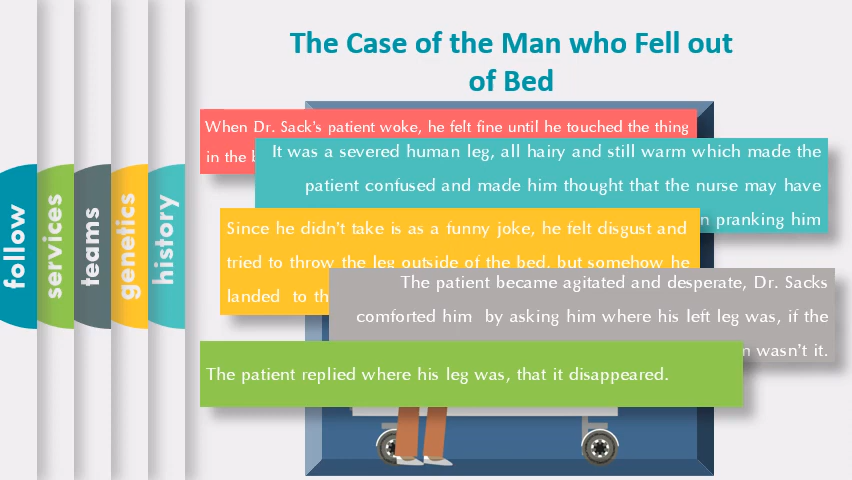 The Case of the Man who Fell out
of Bed
When Dr. Sack's patient woke, he felt fine until he touched the thing
in the
It was a severed human leg, all hairy and still warm which made the
patient confused and made him thought that the nurse may have
pranking him
Since he didn't take is as a funny joke, he felt disgust and
tried to throw the leg outside of the bed, but somehow he
landed to
The patient became agitated and desperate, Dr. Sacks
comforted him by asking him where his left leg was, if the
wasn't it.
The patient replied where his leg was, that it disappeared.
follow
services
teams
genetics
history